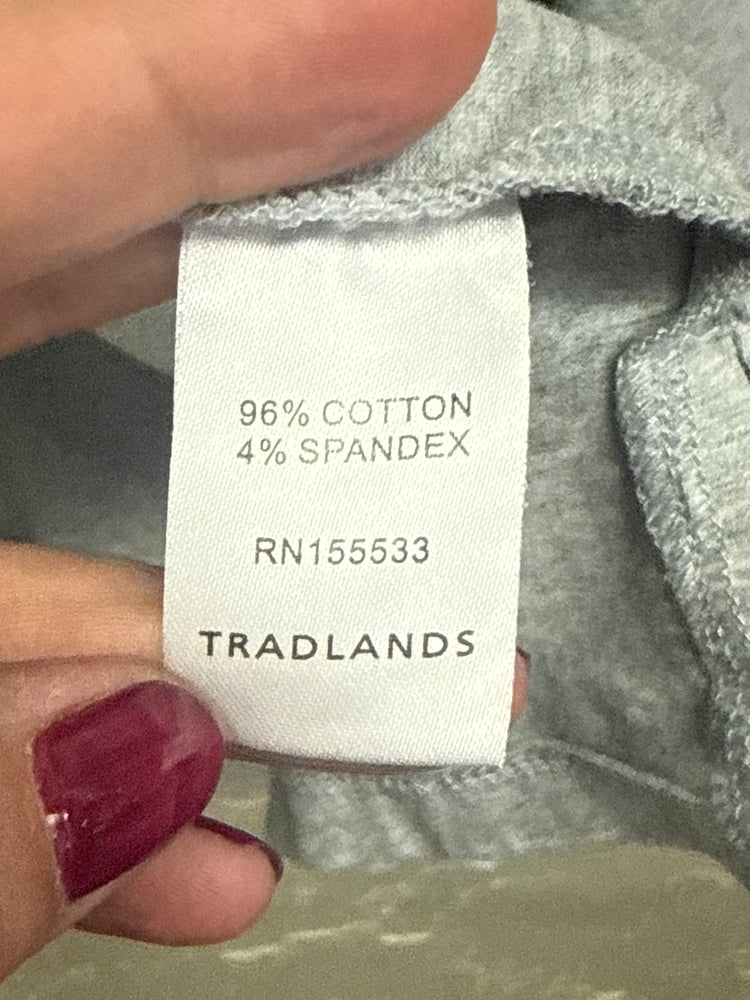 96% COTTON
4% SPANDEX
RN155533
TRADLANDS